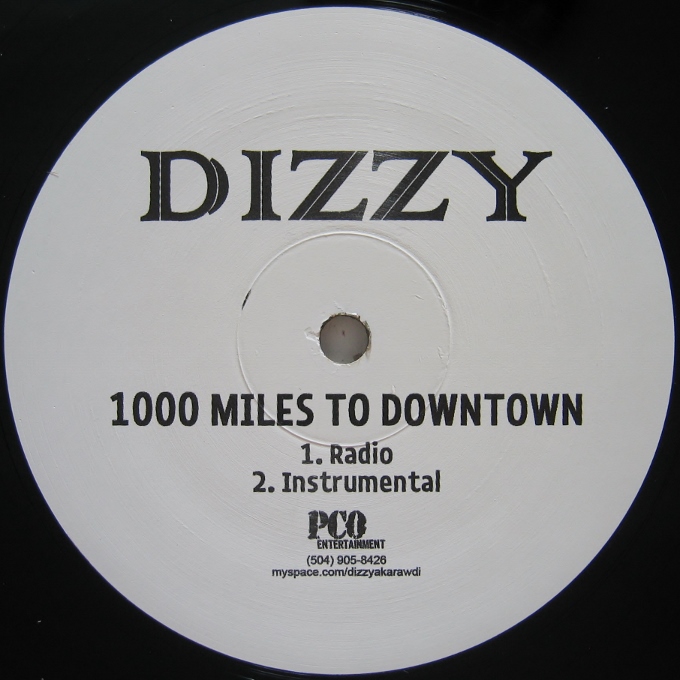 DIZZY
1000 MILES TO DOWNTOWN
1. Radio
2. Instrumental
PCO
ENTERTAINMENT
(504) 905-8426
myspace.com/dizzyakarawdi